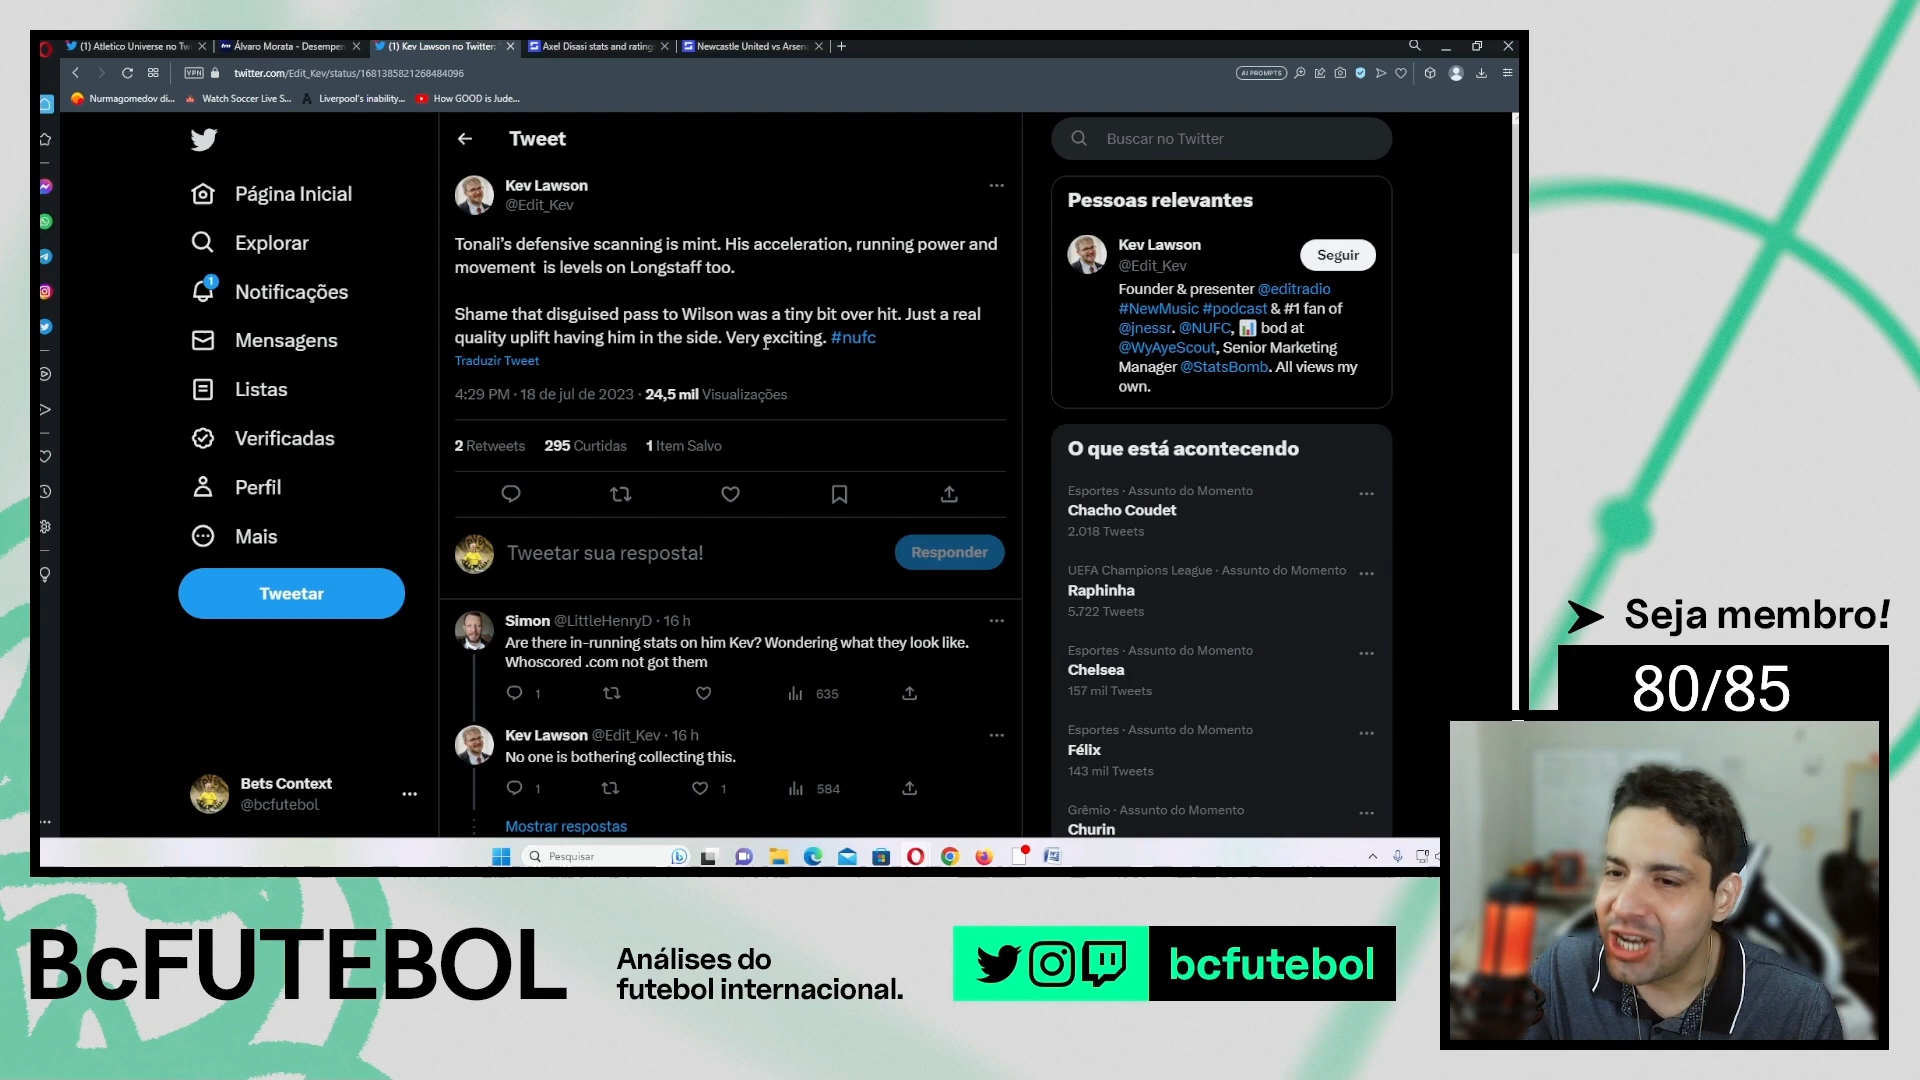 (1) Atletico Universe no Tw
Álvaro Morata - Desempen
(1) Kev Lawson no Twitter:
Axel Disasi stats and rating
Newcastle United vs Arsen
VPN
twitter.com/Edit_Kev/status/1681385821268484096
AI PROMPTS
Nurmagomedov di...
Watch Soccer Live S...
Liverpool's inability...
How GOOD is Jude...
Página Inicial
Explorar
1
Notificações
Mensagens
Listas
Verificadas
Perfil
Mais
Tweetar
Bets Context
@bcfutebol
Tweet
Kev Lawson
@Edit_Kev
Tonali's defensive scanning is mint. His acceleration, running power and
movement is levels on Longstaff too.
Shame that disguised pass to Wilson was a tiny bit over hit. Just a real
quality uplift having him in the side. Very exciting. #nufc
Traduzir Tweet
4:29 PM · 18 de jul de 2023 · 24,5 mil Visualizações
2 Retweets 295 Curtidas 1 Item Salvo
Tweetar sua resposta!
Responder
Simon @LittleHenryD · 16 h
Are there in-running stats on him Kev? Wondering what they look like.
Whoscored .com not got them
1
635
Kev Lawson @Edit_Kev · 16 h
No one is bothering collecting this.
1
1
584
Mostrar respostas
Buscar no Twitter
Pessoas relevantes
Kev Lawson
@Edit_Kev
Seguir
Founder & presenter @editradio
#NewMusic #podcast & #1 fan of
@jnessr. @NUFC, 📊 bod at
@WyAyeScout, Senior Marketing
Manager @StatsBomb. All views my
own.
O que está acontecendo
Esportes · Assunto do Momento
Chacho Coudet
2.018 Tweets
UEFA Champions League · Assunto do Momento
Raphinha
5.722 Tweets
Esportes · Assunto do Momento
Chelsea
157 mil Tweets
Esportes · Assunto do Momento
Félix
143 mil Tweets
Grêmio · Assunto do Momento
Churin
Pesquisar
Seja membro!
80/85
BcFUTEBOL
Análises do
futebol internacional.
bcfutebol